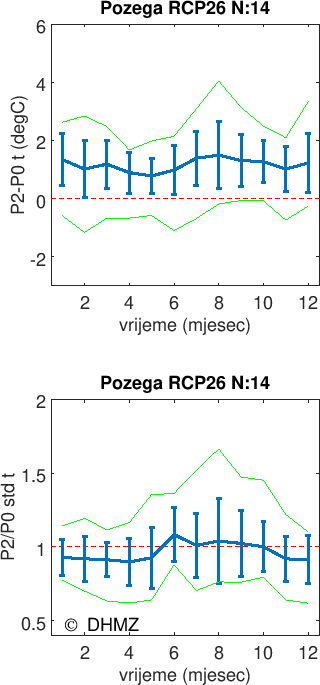 Pozega RCP26 N:14
6
4
2
0
-2
P2-P0 t (degC)
2 4 6 8 10 12
vrijeme (mjesec)
Pozega RCP26 N:14
2
1.5
1
0.5
P2/P0 std t
© DHMZ
2 4 6 8 10 12
vrijeme (mjesec)